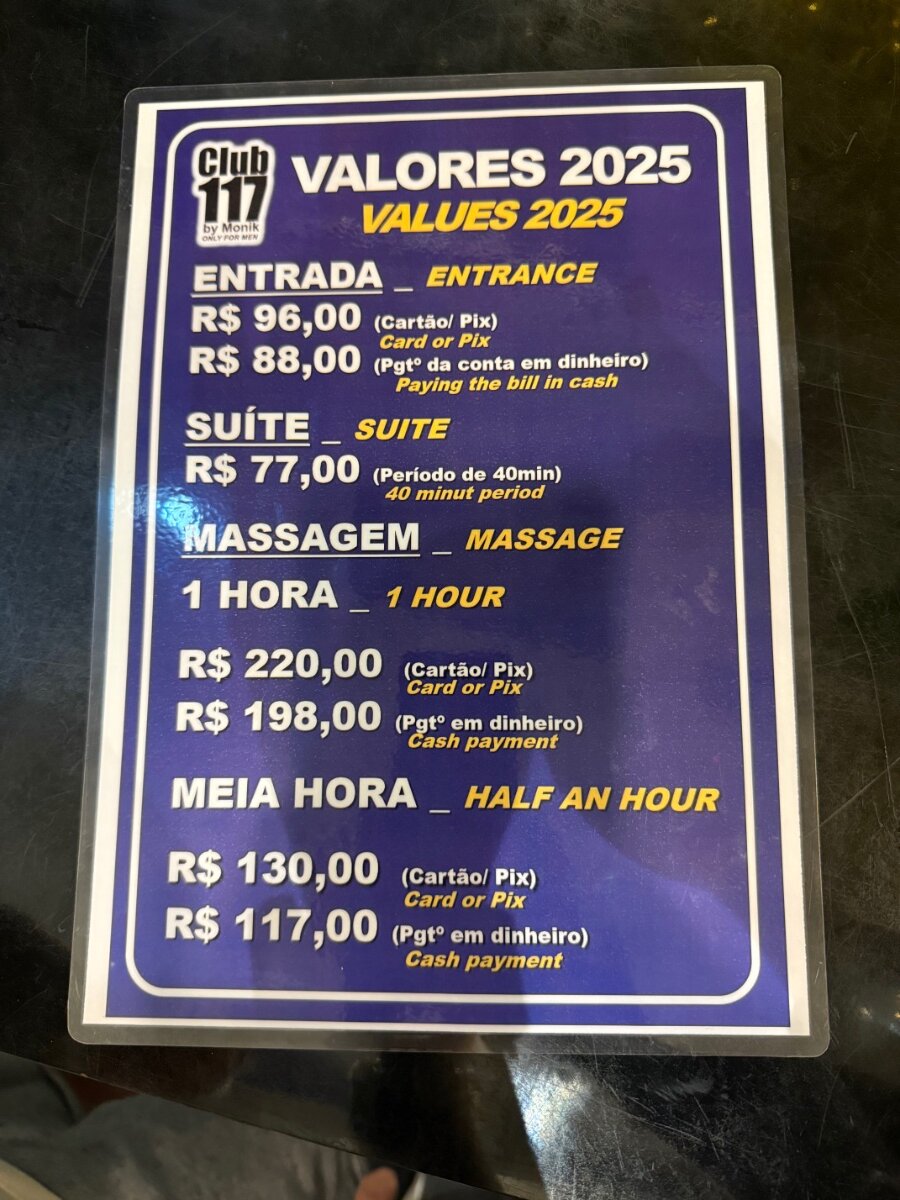 Club
117
by Monik
ONLY FOR MEN
VALORES 2025
VALUES 2025
ENTRADA _ ENTRANCE
R$ 96,00 (Cartão/ Pix)
Card or Pix
R$ 88,00 (Pgtº da conta em dinheiro)
Paying the bill in cash
SUÍTE _ SUITE
R$ 77,00 (Período de 40min)
40 minut period
MASSAGEM _ MASSAGE
1 HORA _ 1 HOUR
R$ 220,00 (Cartão/ Pix)
Card or Pix
R$ 198,00 (Pgtº em dinheiro)
Cash payment
MEIA HORA _ HALF AN HOUR
R$ 130,00 (Cartão/ Pix)
Card or Pix
R$ 117,00 (Pgtº em dinheiro)
Cash payment